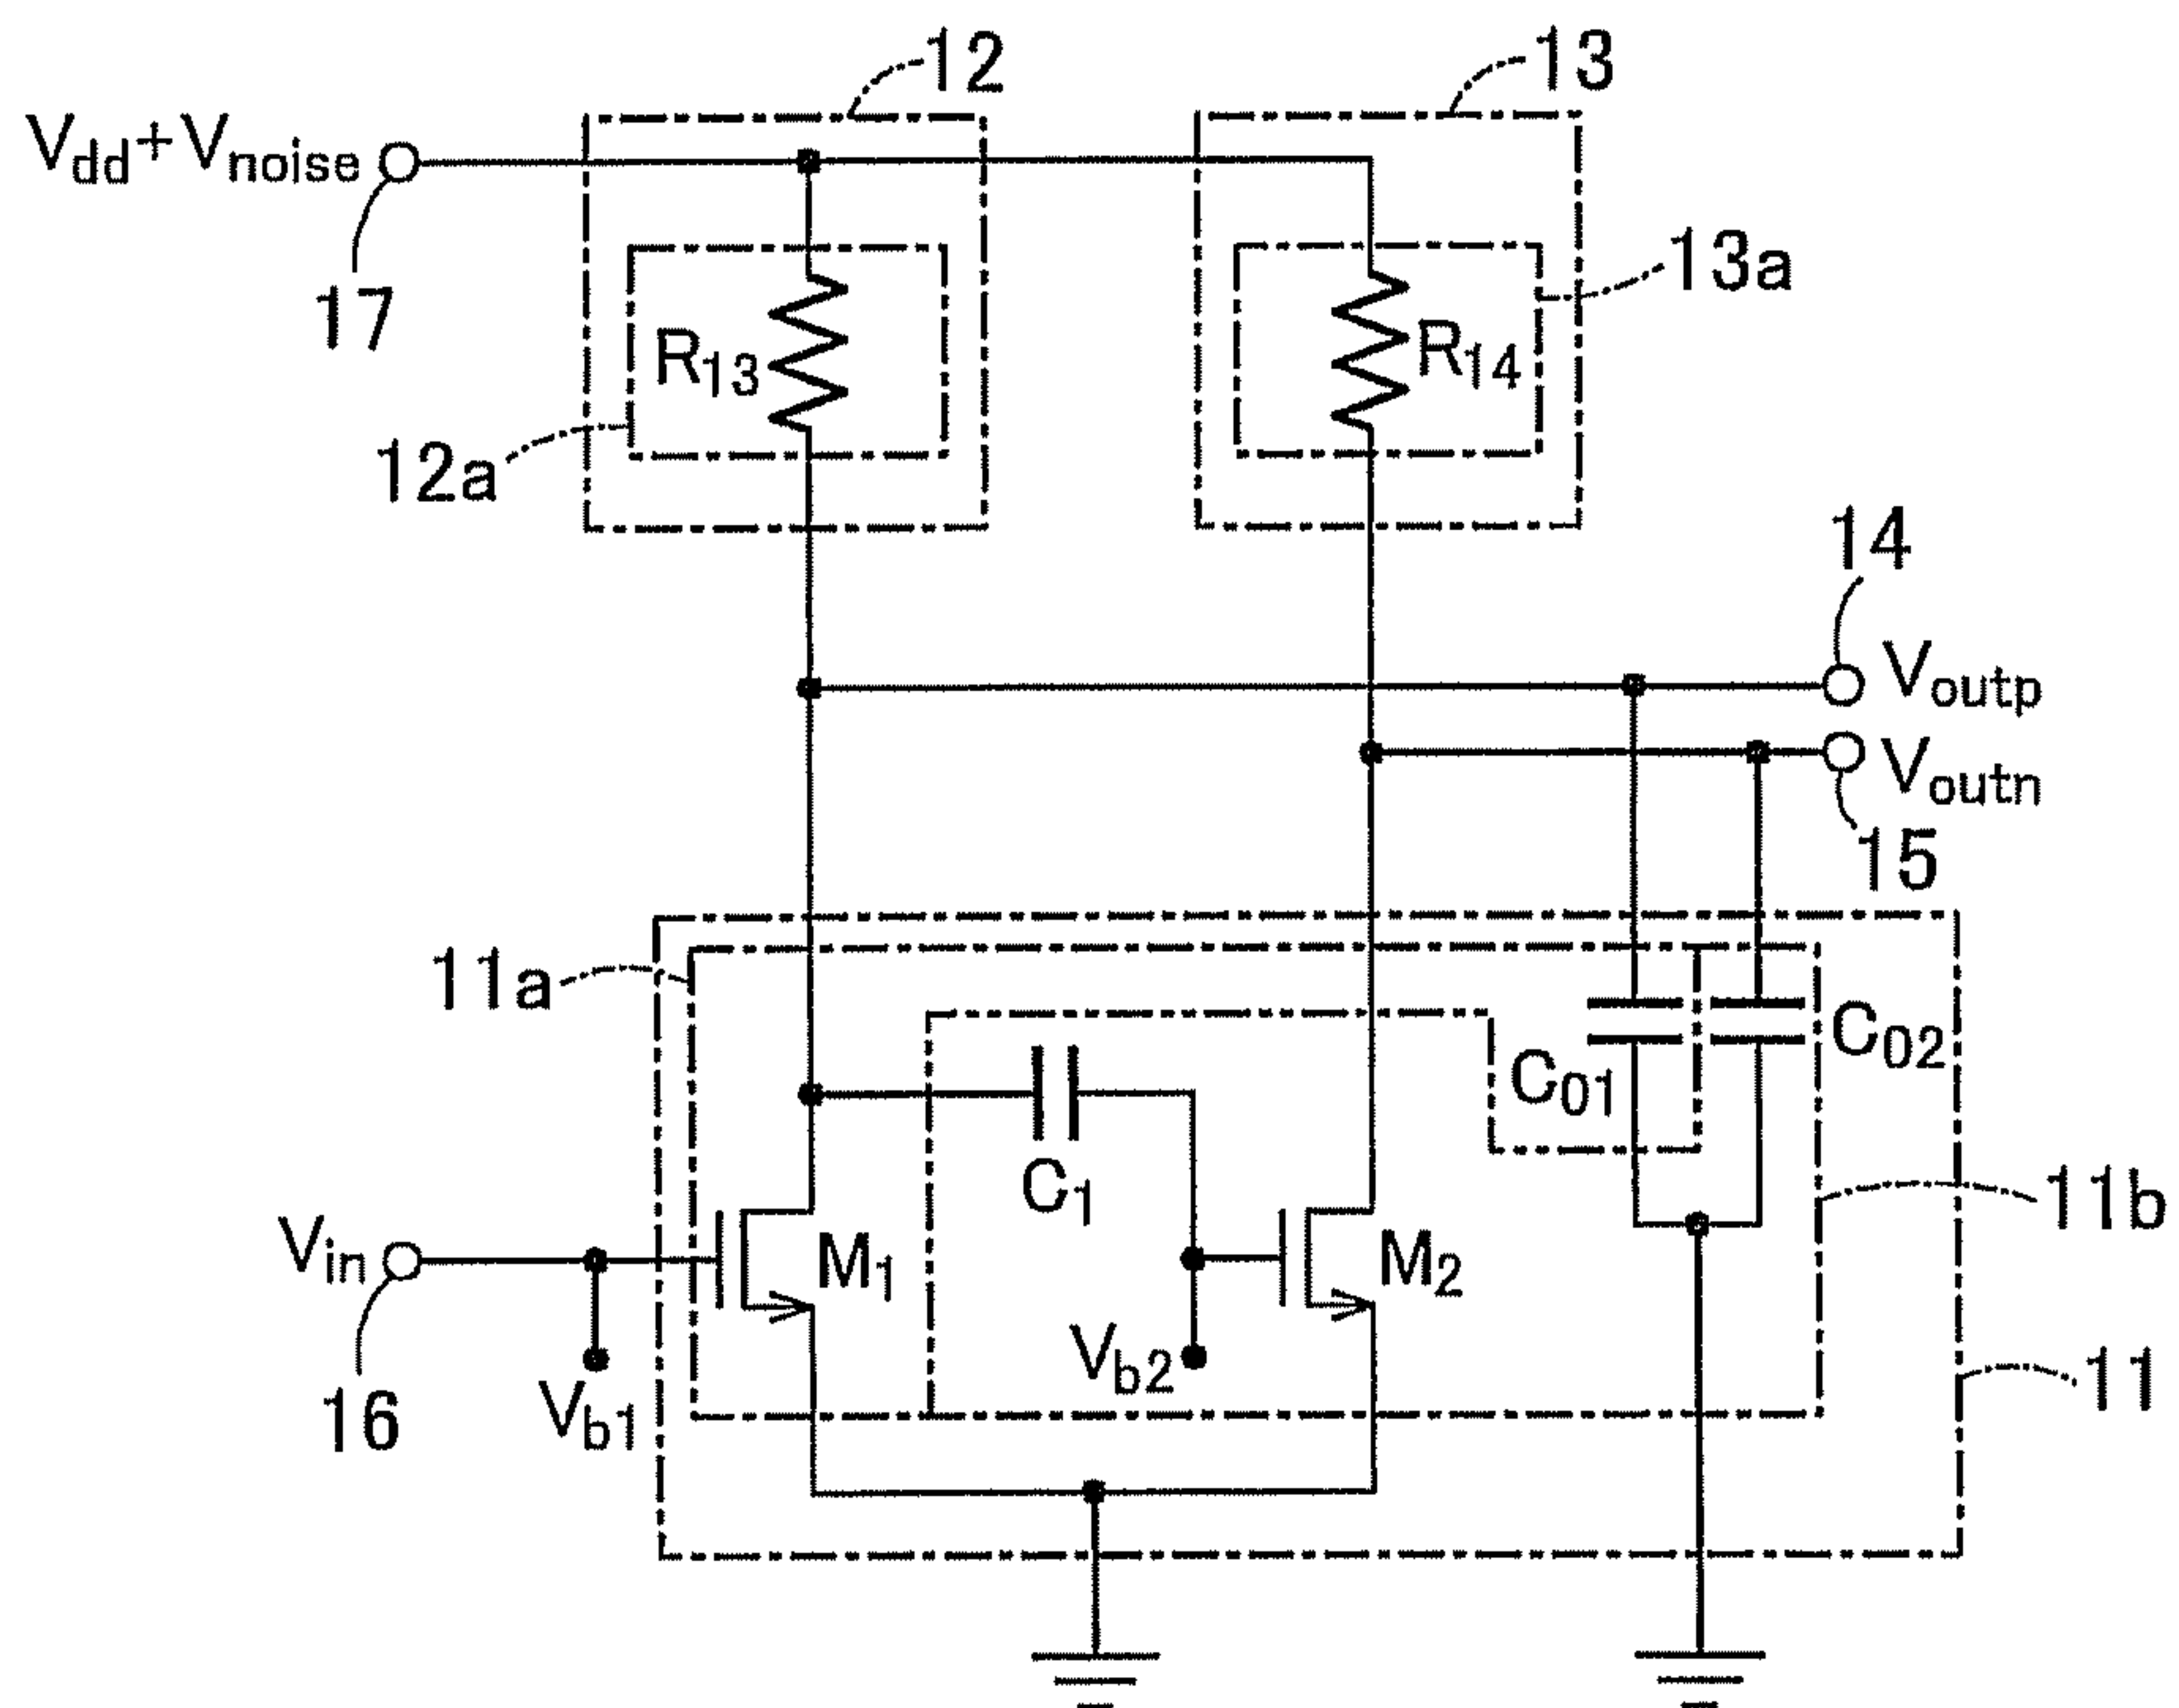 12
13
Vdd+Vnoise
17
13a
R13
R14
12a
14
Voutp
Voutn
15
11a
C02
C01
C1
11b
Vin
M1
M2
Vb2
11
16
Vb1